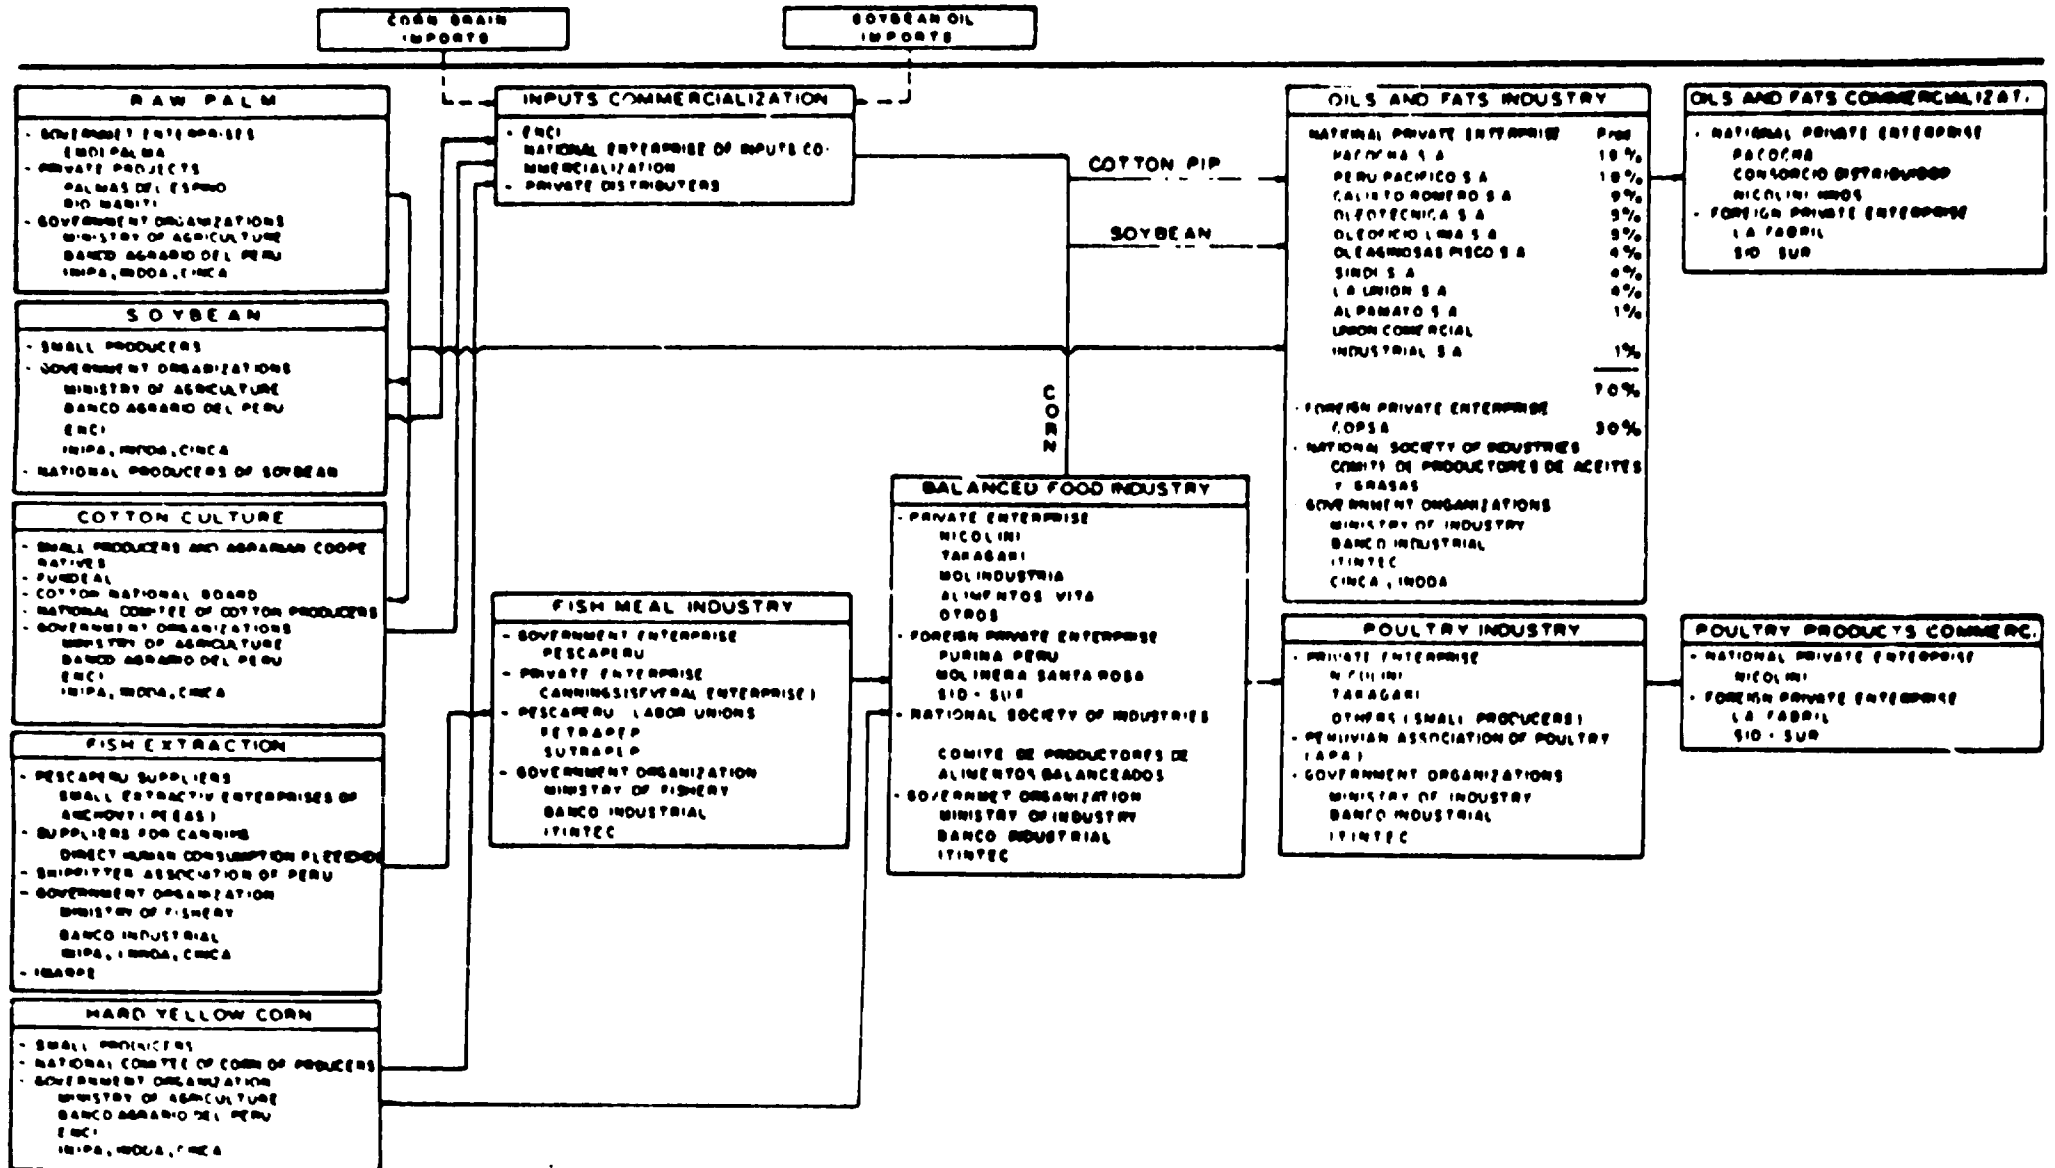 CORN GRAIN
IMPORTS
SOYBEAN OIL
IMPORTS
RAW PALM
- GOVERNMET ENTERPRISES
EMDEPALMA
- PRIVATE PROJECTS
PALMAS DEL ESPINO
RIO MANITI
- GOVERNMENT ORGANIZATIONS
MINISTRY OF AGRICULTURE
BANCO AGRARIO DEL PERU
INIPA, INDDA, CINCA
SOYBEAN
- SMALL PRODUCERS
- GOVERNMENT ORGANIZATIONS
MINISTRY OF AGRICULTURE
BANCO AGRARIO DEL PERU
ENCI
INIPA, INDDA, CINCA
- NATIONAL PRODUCERS OF SOYBEAN
COTTON CULTURE
- SMALL PRODUCERS AND AGRARIAN COOPE
RATIVES
- FUNDEAL
- COTTON NATIONAL BOARD
- NATIONAL COMITEE OF COTTON PRODUCERS
- GOVERNMENT ORGANIZATIONS
MINISTRY OF AGRICULTURE
BANCO AGRARIO DEL PERU
ENCI
INIPA, INDDA, CINCA
FISH EXTRACTION
- PESCAPERU SUPPLIERS
SMALL EXTRACTIV ENTERPRISES OF
ANCHOVY (PEEAS)
- SUPPLIERS FOR CANNING
DIRECT HUMAN CONSUMPTION
- SHIPFITTER ASSOCIATION OF PERU
- GOVERNMENT ORGANIZATION
MINISTRY OF FISHERY
BANCO INDUSTRIAL
INIPA, INDDA, CINCA
- IMARPE
HARD YELLOW CORN
- SMALL PRODUCERS
- NATIONAL COMITEE OF CORN OF PRODUCERS
- GOVERNMENT ORGANIZATION
MINISTRY OF AGRICULTURE
BANCO AGRARIO DEL PERU
ENCI
INIPA, INDDA, CINCA
INPUTS COMMERCIALIZATION
- ENCI
NATIONAL ENTERPRISE OF INPUTS CO-
MMERCIALIZATION
- PRIVATE DISTRIBUTERS
COTTON PIP
SOYBEAN
CORN
FISH MEAL INDUSTRY
- GOVERNMENT ENTERPRISE
PESCAPERU
- PRIVATE ENTERPRISE
CANNINGS (SEVERAL ENTERPRISE)
- PESCAPERU LABOR UNIONS
FETRAPEP
SUTRAPEP
- GOVERNMENT ORGANIZATION
MINISTRY OF FISHERY
BANCO INDUSTRIAL
ITINTEC
BALANCED FOOD INDUSTRY
- PRIVATE ENTERPRISE
NICOLINI
TAKAGAKI
MOLINDUSTRIA
ALIMENTOS VITA
OTROS
- FOREIGN PRIVATE ENTERPRISE
PURINA PERU
MOLINERA SANTA ROSA
SID - SUR
- NATIONAL SOCIETY OF INDUSTRIES
COMITE DE PRODUCTORES DE
ALIMENTOS BALANCEADOS
- GOVERNMET ORGANIZATION
MINISTRY OF INDUSTRY
BANCO INDUSTRIAL
ITINTEC
OILS AND FATS INDUSTRY
NATIONAL PRIVATE ENTERPRISE Prod
PACOCHA S A
PERU PACIFICO S A
CALIXTO ROMERO S A 9%
OLEOTECNICA S A 9%
OLEOFICIO LIMA S A 9%
OLEAGINOSAS PISCO S A 4%
SINDI S A 4%
LA UNION S A 4%
ALPAMAYO S A 1%
UNION COMERCIAL
INDUSTRIAL S A 1%
70%
- FOREIGN PRIVATE ENTERPRISE
COPSA 30%
- NATIONAL SOCIETY OF INDUSTRIES
COMITE DE PRODUCTORES DE ACEITES
Y GRASAS
GOVERNMENT ORGANIZATIONS
MINISTRY OF INDUSTRY
BANCO INDUSTRIAL
ITINTEC
CINCA, INDDA
POULTRY INDUSTRY
- PRIVATE ENTERPRISE
NICOLINI
TAKAGAKI
OTHERS (SMALL PRODUCERS)
- PERUVIAN ASSOCIATION OF POULTRY
(APA)
- GOVERNMENT ORGANIZATIONS
MINISTRY OF INDUSTRY
BANCO INDUSTRIAL
ITINTEC
OILS AND FATS COMMERCIALIZAT.
- NATIONAL PRIVATE ENTERPRISE
PACOCHA
CONSORCIO DISTRIBUIDOR
NICOLINI HNOS
- FOREIGN PRIVATE ENTERPRISE
LA FABRIL
SID SUR
POULTRY PRODUCTS COMMERC.
- NATIONAL PRIVATE ENTERPRISE
NICOLINI
- FOREIGN PRIVATE ENTERPRISE
LA FABRIL
SID - SUR